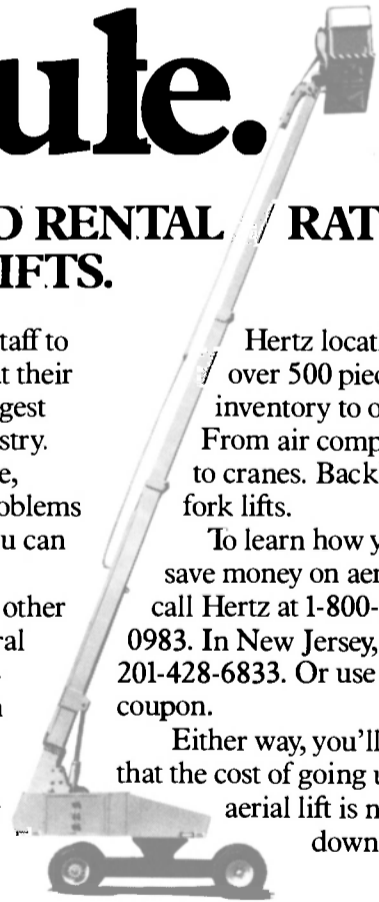 ule.
O RENTAL RAT
IFTS.
taff to
t their
gest
stry.
e,
oblems
u can
other
ral
Hertz locat
over 500 piec
inventory to o
From air comp
to cranes. Back
fork lifts.
To learn how y
save money on aer
call Hertz at 1-800-
0983. In New Jersey,
201-428-6833. Or use
coupon.
Either way, you'll
that the cost of going u
aerial lift is n
down